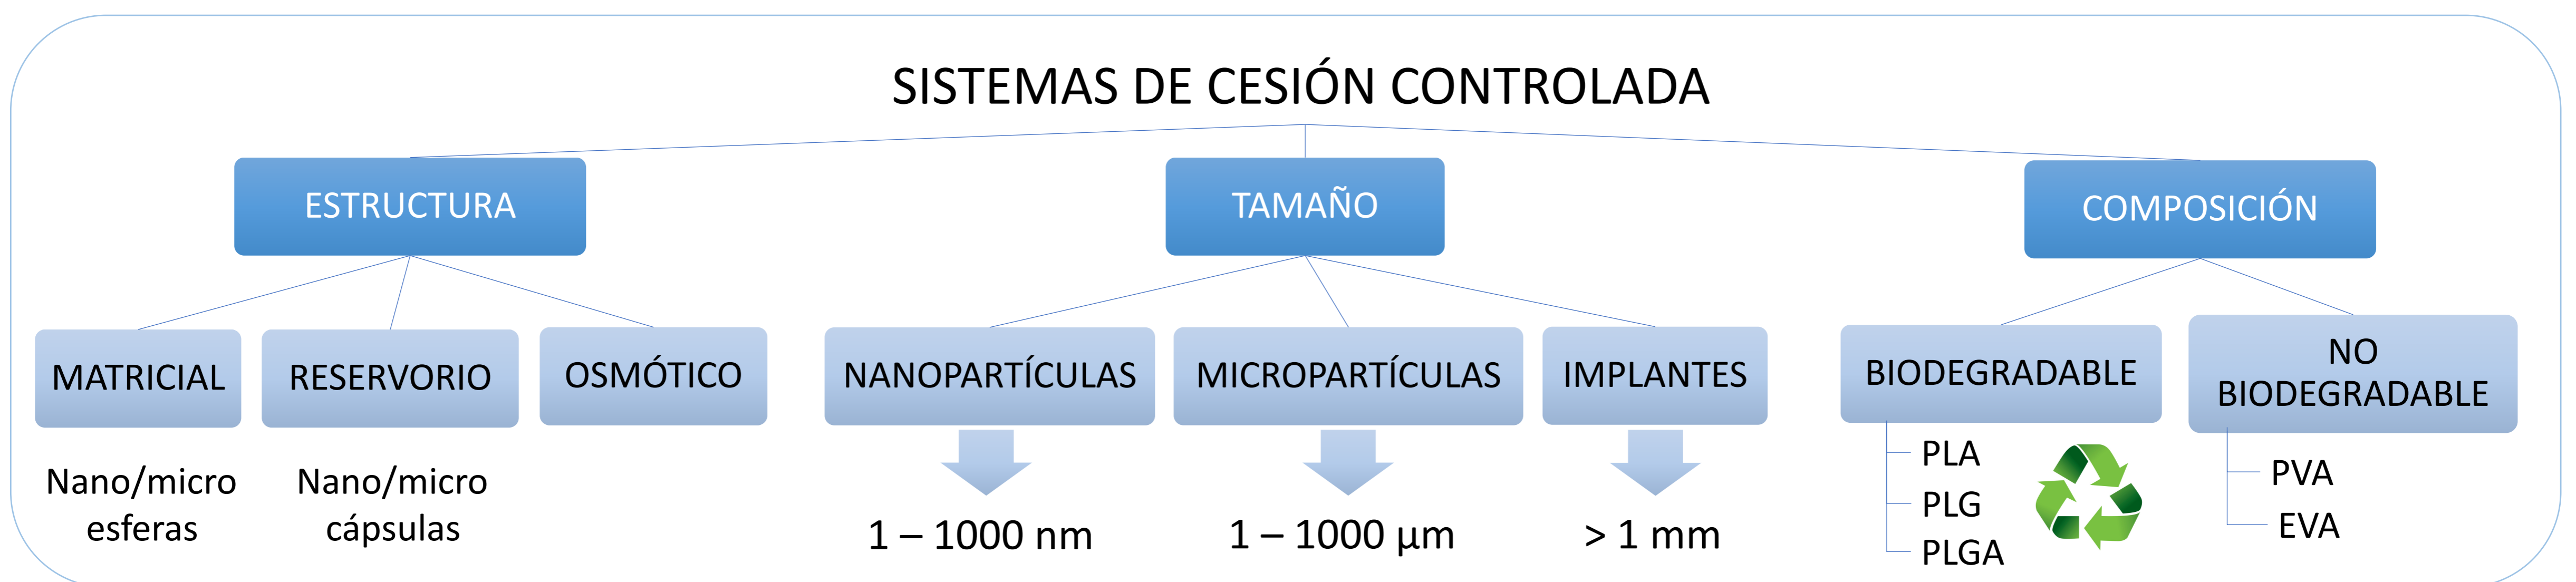 SISTEMAS DE CESIÓN CONTROLADA
ESTRUCTURA
TAMAÑO
COMPOSICIÓN
MATRICIAL
RESERVORIO
OSMÓTICO
NANOPARTÍCULAS
MICROPARTÍCULAS
IMPLANTES
BIODEGRADABLE
NO
BIODEGRADABLE
Nano/micro
esferas
Nano/micro
cápsulas
1 – 1000 nm
1 – 1000 μm
> 1 mm
PLA
PLG
PLGA
PVA
EVA